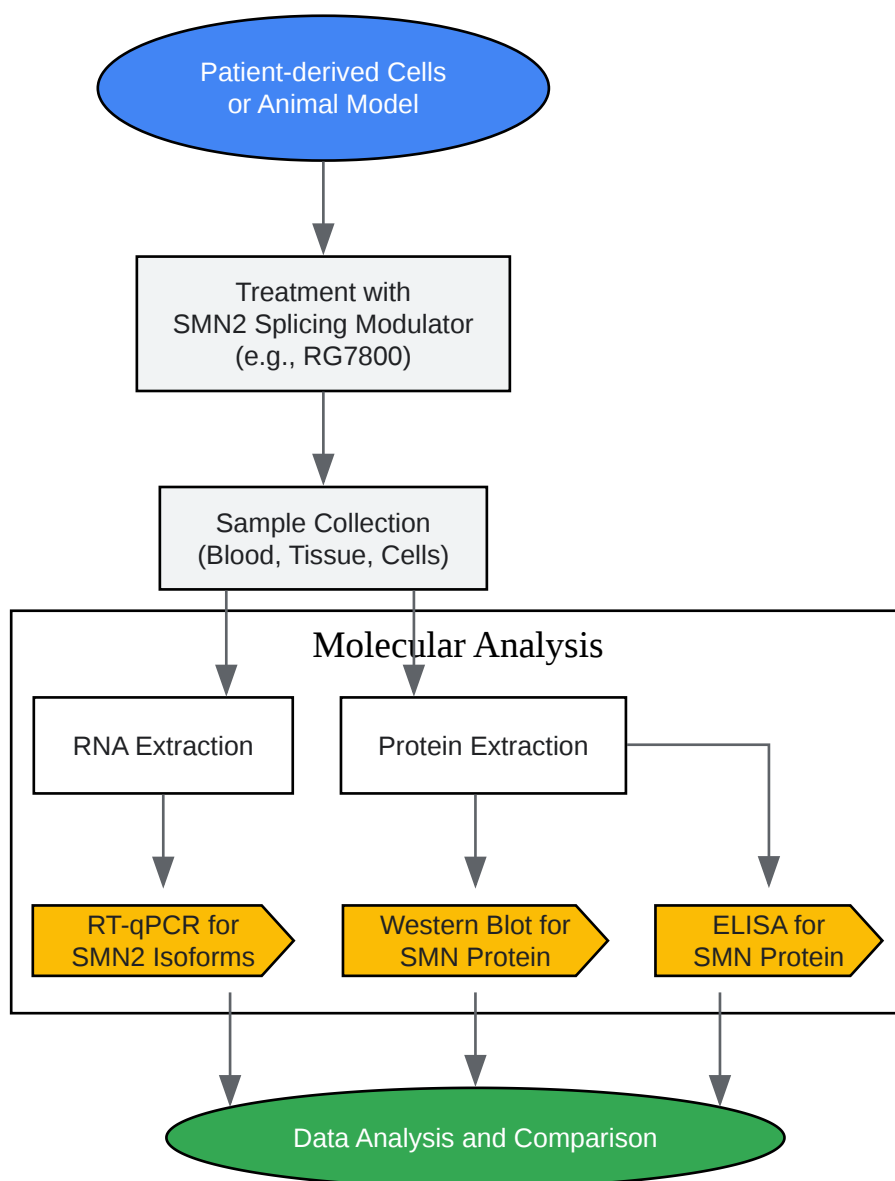 Patient-derived Cells
or Animal Model
Treatment with
SMN2 Splicing Modulator
(e.g., RG7800)
Sample Collection
(Blood, Tissue, Cells)
Molecular Analysis
RNA Extraction
Protein Extraction
RT-qPCR for
SMN2 Isoforms
Western Blot for
SMN Protein
ELISA for
SMN Protein
Data Analysis and Comparison